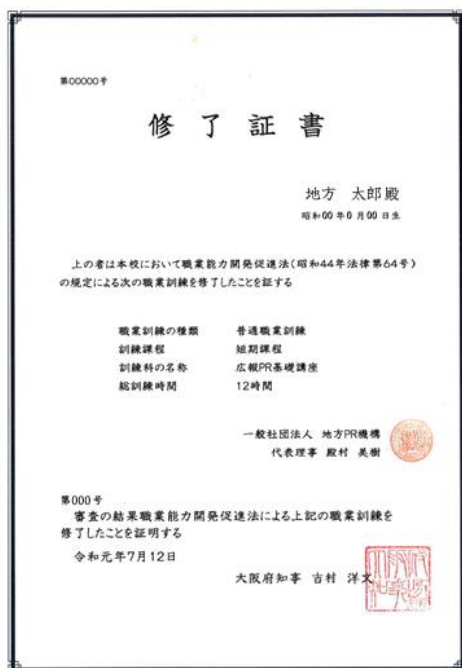 第00000号
修了証書
地方 太郎殿
昭和00年0月00日生
上の者は本校において職業能力開発促進法(昭和44年法律第64号)
の規定による次の職業訓練を修了したことを証する
職業訓練の種類 普通職業訓練
訓練課程 短期課程
訓練科の名称 広報PR基礎講座
総訓練時間 12時間
一般社団法人 地方PR機構
代表理事 殿村 美樹
第000号
審査の結果職業能力開発促進法による上記の職業訓練を
修了したことを証明する
令和元年7月12日
大阪府知事 吉村 洋文